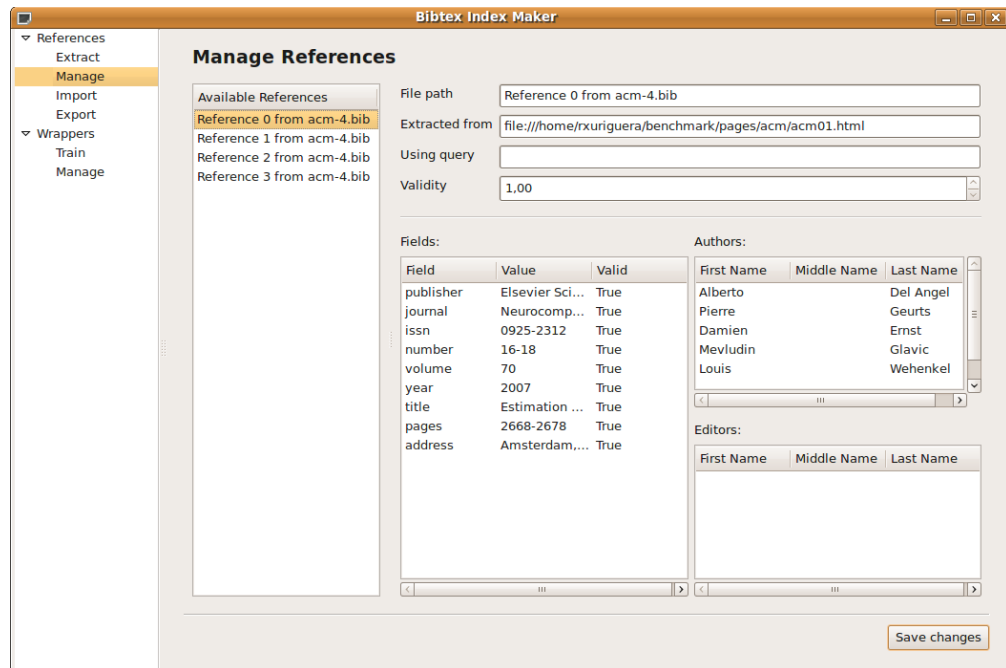 Bibtex Index Maker
References
Extract
Manage
Import
Export
Wrappers
Train
Manage
Manage References
Available References
Reference 0 from acm-4.bib
Reference 1 from acm-4.bib
Reference 2 from acm-4.bib
Reference 3 from acm-4.bib
File path Reference 0 from acm-4.bib
Extracted from file:///home/rxuriguera/benchmark/pages/acm/acm01.html
Using query
Validity 1,00
Fields:
Field Value Valid
publisher Elsevier Sci... True
journal Neurocomp... True
issn 0925-2312 True
number 16-18 True
volume 70 True
year 2007 True
title Estimation ... True
pages 2668-2678 True
address Amsterdam,... True
Authors:
First Name Middle Name Last Name
Alberto Del Angel
Pierre Geurts
Damien Ernst
Mevludin Glavic
Louis Wehenkel
Editors:
First Name Middle Name Last Name
Save changes